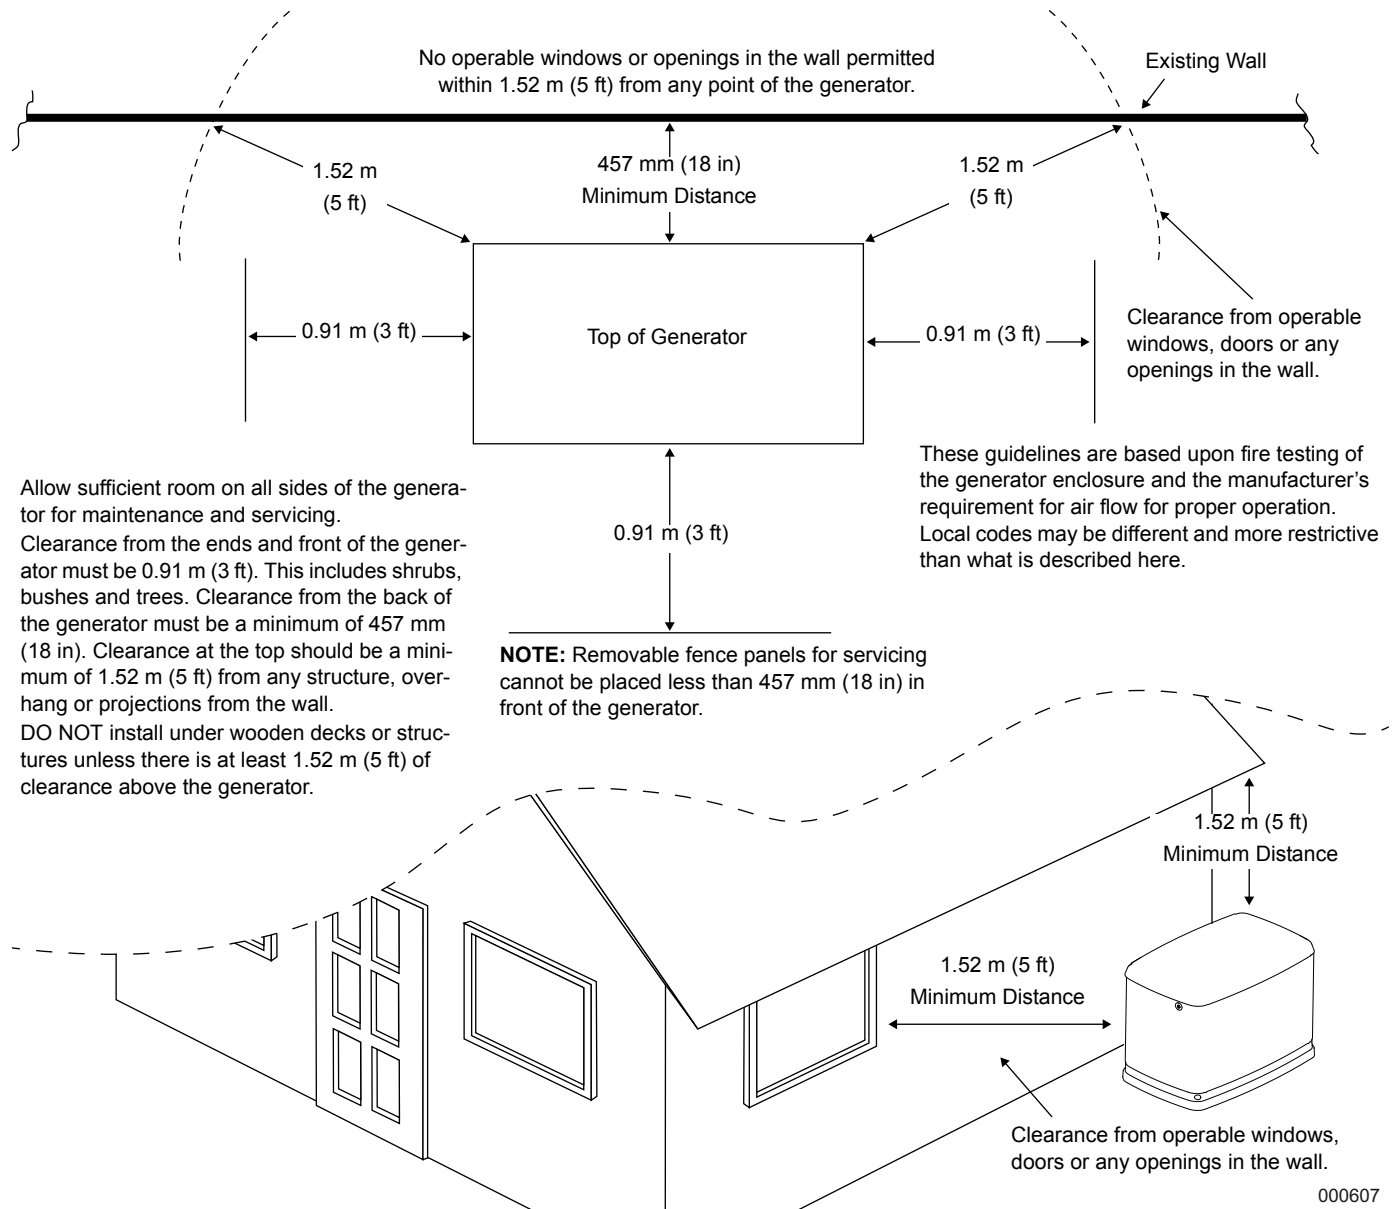 No operable windows or openings in the wall permitted
within 1.52 m (5 ft) from any point of the generator.
Existing Wall
1.52 m
(5 ft)
457 mm (18 in)
Minimum Distance
1.52 m
(5 ft)
0.91 m (3 ft)
Top of Generator
0.91 m (3 ft)
Clearance from operable
windows, doors or any
openings in the wall.
Allow sufficient room on all sides of the genera-
tor for maintenance and servicing.
Clearance from the ends and front of the gener-
ator must be 0.91 m (3 ft). This includes shrubs,
bushes and trees. Clearance from the back of
the generator must be a minimum of 457 mm
(18 in). Clearance at the top should be a mini-
mum of 1.52 m (5 ft) from any structure, over-
hang or projections from the wall.
DO NOT install under wooden decks or struc-
tures unless there is at least 1.52 m (5 ft) of
clearance above the generator.
0.91 m (3 ft)
These guidelines are based upon fire testing of
the generator enclosure and the manufacturer's
requirement for air flow for proper operation.
Local codes may be different and more restrictive
than what is described here.
NOTE: Removable fence panels for servicing
cannot be placed less than 457 mm (18 in) in
front of the generator.
1.52 m (5 ft)
Minimum Distance
1.52 m (5 ft)
Minimum Distance
Clearance from operable windows,
doors or any openings in the wall.
000607